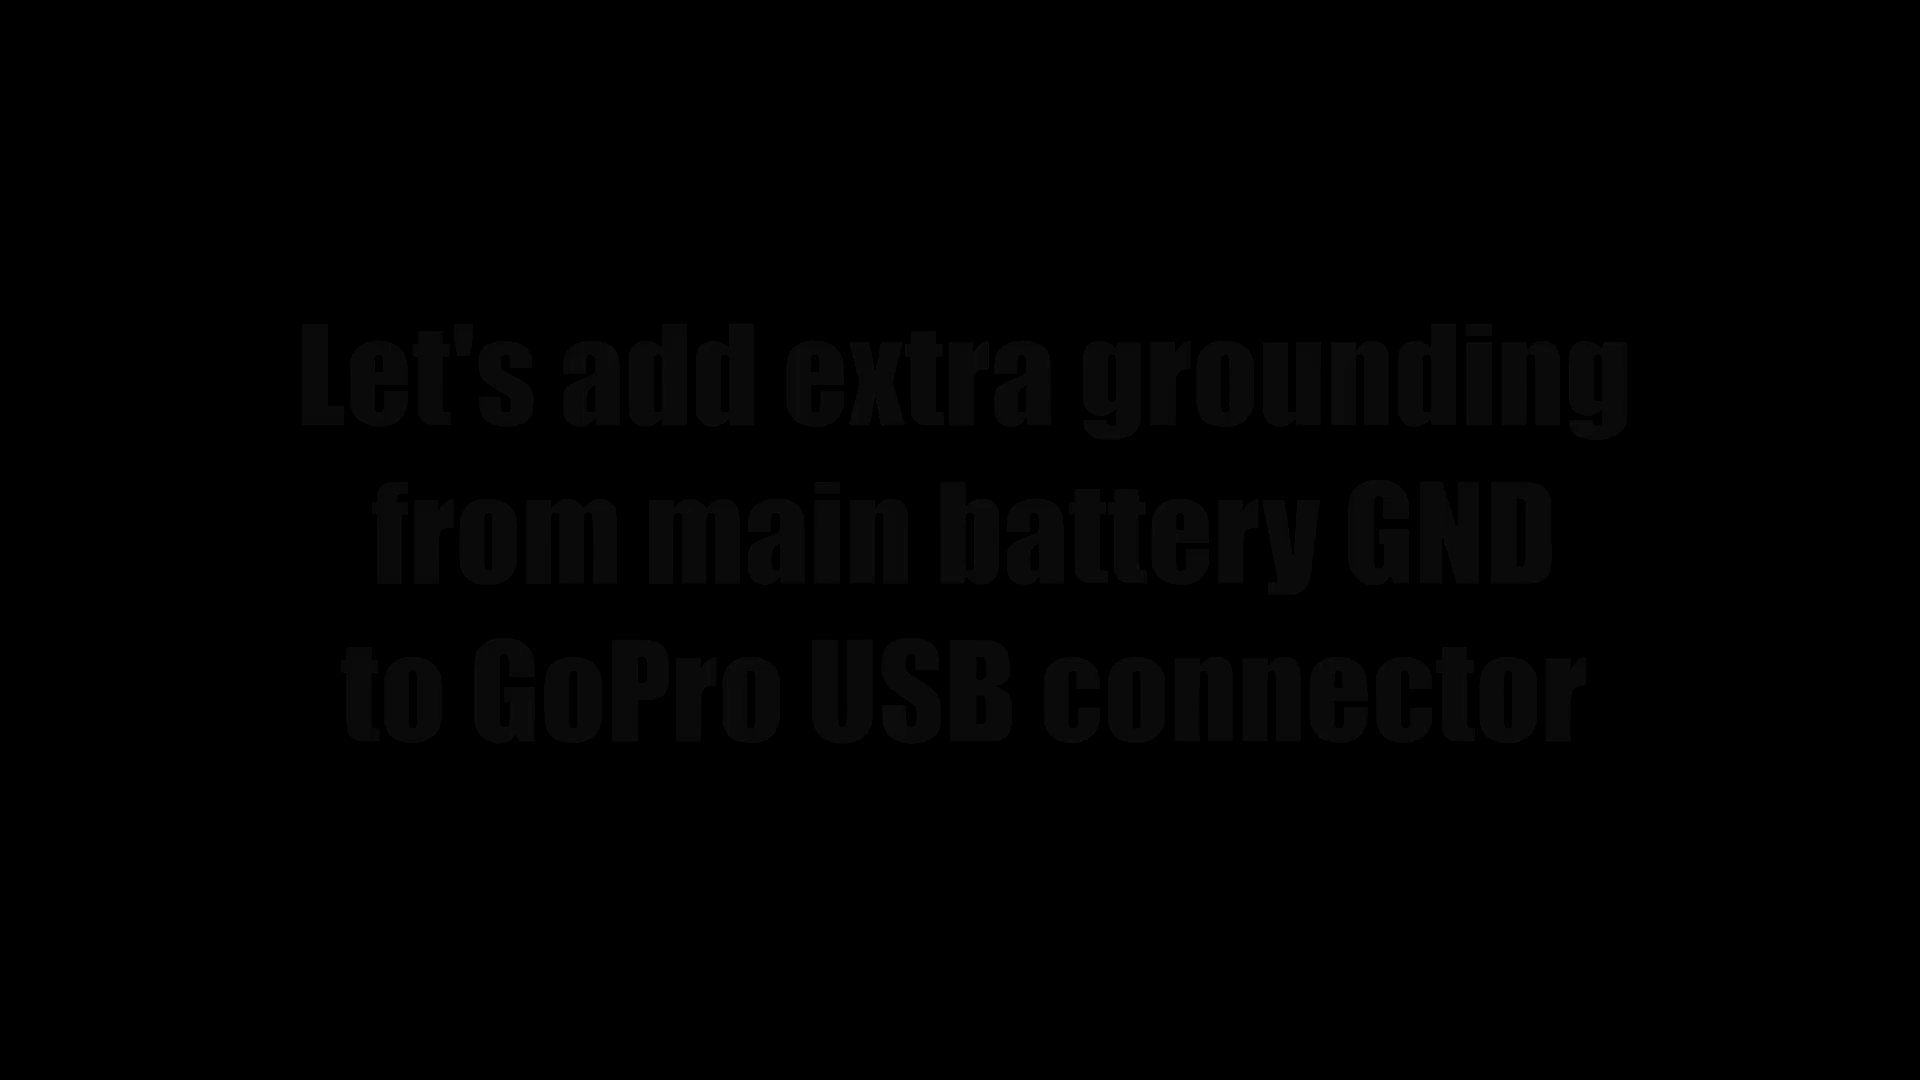 Let's add extra grounding
from main battery GND
to GoPro USB connector